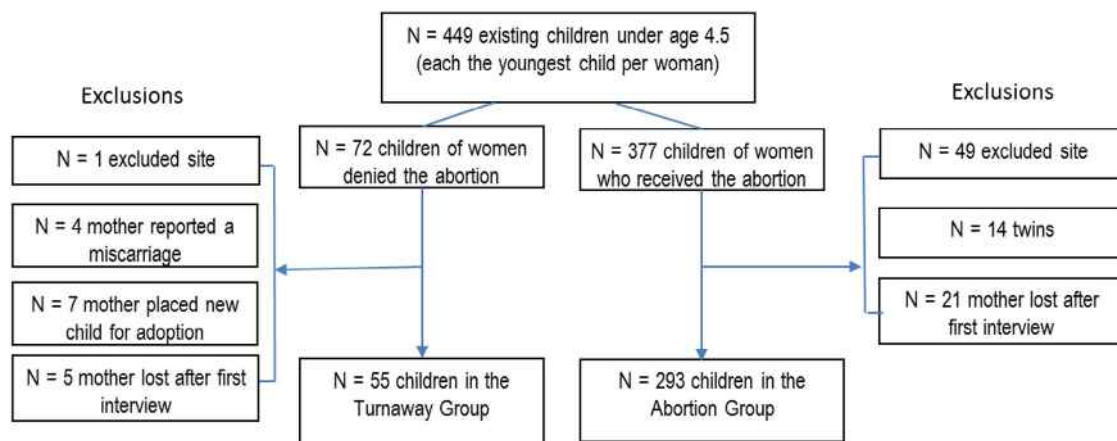 N = 449 existing children under age 4.5
(each the youngest child per woman)
Exclusions
Exclusions
N = 72 children of women
denied the abortion
N = 377 children of women
who received the abortion
N = 1 excluded site
N = 4 mother reported a
miscarriage
N = 7 mother placed new
child for adoption
N = 5 mother lost after first
interview
N = 49 excluded site
N = 14 twins
N = 21 mother lost after
first interview
N = 55 children in the
Turnaway Group
N = 293 children in the
Abortion Group